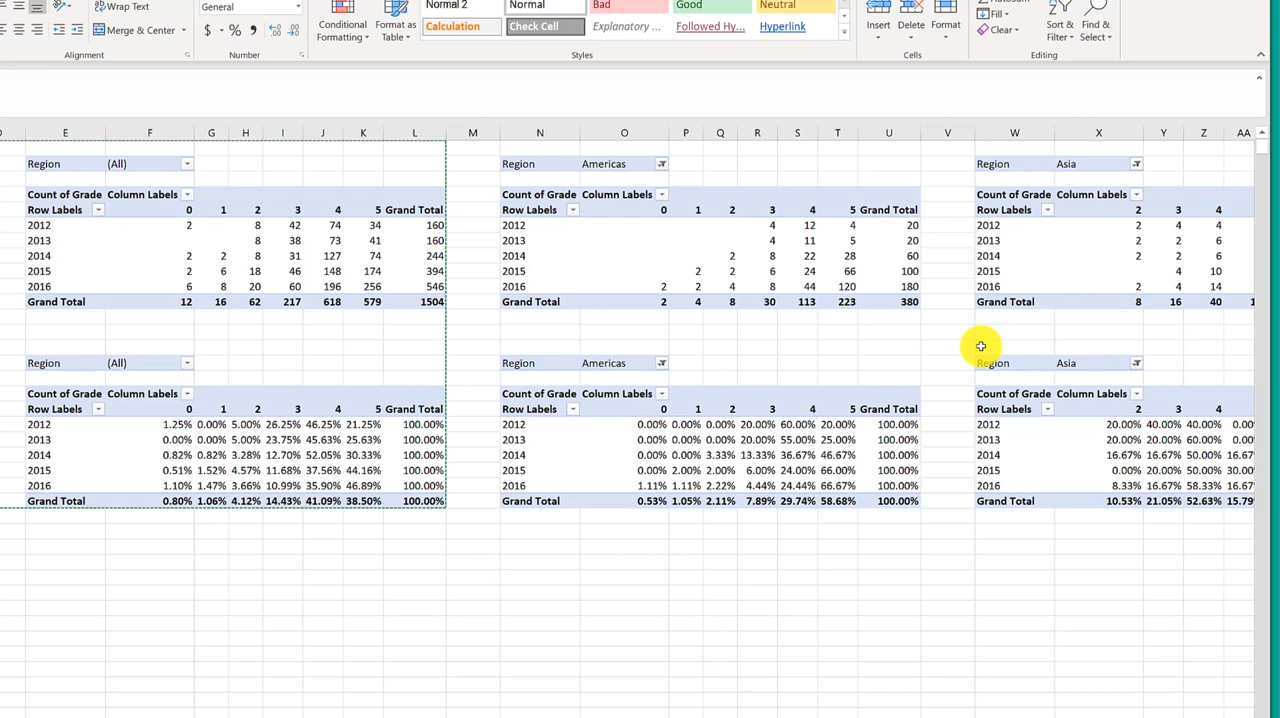 Wrap Text General Normal 2 Normal Bad Good Neutral
Merge & Center $ % Conditional Formatting Format as Table Calculation Check Cell Explanatory ... Followed Hy... Hyperlink Insert Delete Format Fill Clear Sort & Filter Find & Select
Alignment Number Styles Cells Editing
E F G H I J K L M N O P Q R S T U V W X Y Z AA
Region (All) Region Americas Region Asia
Count of Grade Column Labels Count of Grade Column Labels Count of Grade Column Labels
Row Labels 0 1 2 3 4 5 Grand Total Row Labels 0 1 2 3 4 5 Grand Total Row Labels 2 3 4
2012 2 8 42 74 34 160 2012 4 12 4 20 2012 2 4 4
2013 8 38 73 41 160 2013 4 11 5 20 2013 2 2 6
2014 2 2 8 31 127 74 244 2014 2 8 22 28 60 2014 2 2 6
2015 2 6 18 46 148 174 394 2015 2 2 6 24 66 100 2015 4 10
2016 6 8 20 60 196 256 546 2016 2 2 4 8 44 120 180 2016 2 4 14
Grand Total 12 16 62 217 618 579 1504 Grand Total 2 4 8 30 113 223 380 Grand Total 8 16 40
Region (All) Region Americas Region Asia
Count of Grade Column Labels Count of Grade Column Labels Count of Grade Column Labels
Row Labels 0 1 2 3 4 5 Grand Total Row Labels 0 1 2 3 4 5 Grand Total Row Labels 2 3 4
2012 1.25% 0.00% 5.00% 26.25% 46.25% 21.25% 100.00% 2012 0.00% 0.00% 0.00% 20.00% 60.00% 20.00% 100.00% 2012 20.00% 40.00% 40.00% 0.00
2013 0.00% 0.00% 5.00% 23.75% 45.63% 25.63% 100.00% 2013 0.00% 0.00% 0.00% 20.00% 55.00% 25.00% 100.00% 2013 20.00% 20.00% 60.00% 0.00
2014 0.82% 0.82% 3.28% 12.70% 52.05% 30.33% 100.00% 2014 0.00% 0.00% 3.33% 13.33% 36.67% 46.67% 100.00% 2014 16.67% 16.67% 50.00% 16.67
2015 0.51% 1.52% 4.57% 11.68% 37.56% 44.16% 100.00% 2015 0.00% 2.00% 2.00% 6.00% 24.00% 66.00% 100.00% 2015 0.00% 20.00% 50.00% 30.00
2016 1.10% 1.47% 3.66% 10.99% 35.90% 46.89% 100.00% 2016 1.11% 1.11% 2.22% 4.44% 24.44% 66.67% 100.00% 2016 8.33% 16.67% 58.33% 16.67
Grand Total 0.80% 1.06% 4.12% 14.43% 41.09% 38.50% 100.00% Grand Total 0.53% 1.05% 2.11% 7.89% 29.74% 58.68% 100.00% Grand Total 10.53% 21.05% 52.63% 15.79%